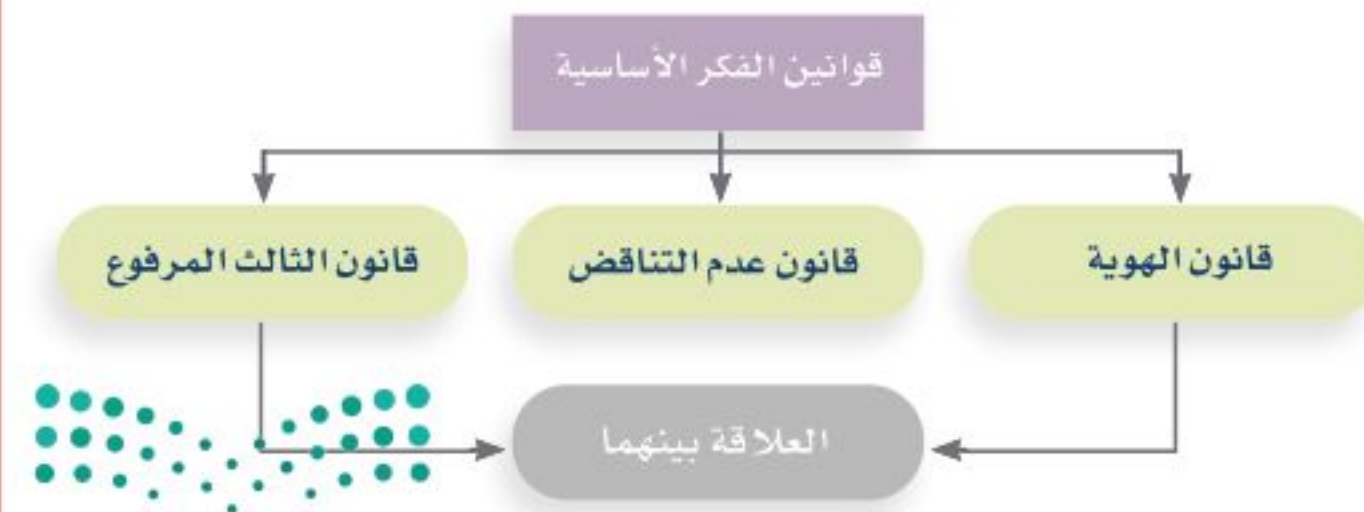 قوانين الفكر الأساسية
قانون الهوية
قانون عدم التناقض
قانون الثالث المرفوع
العلاقة بينهما